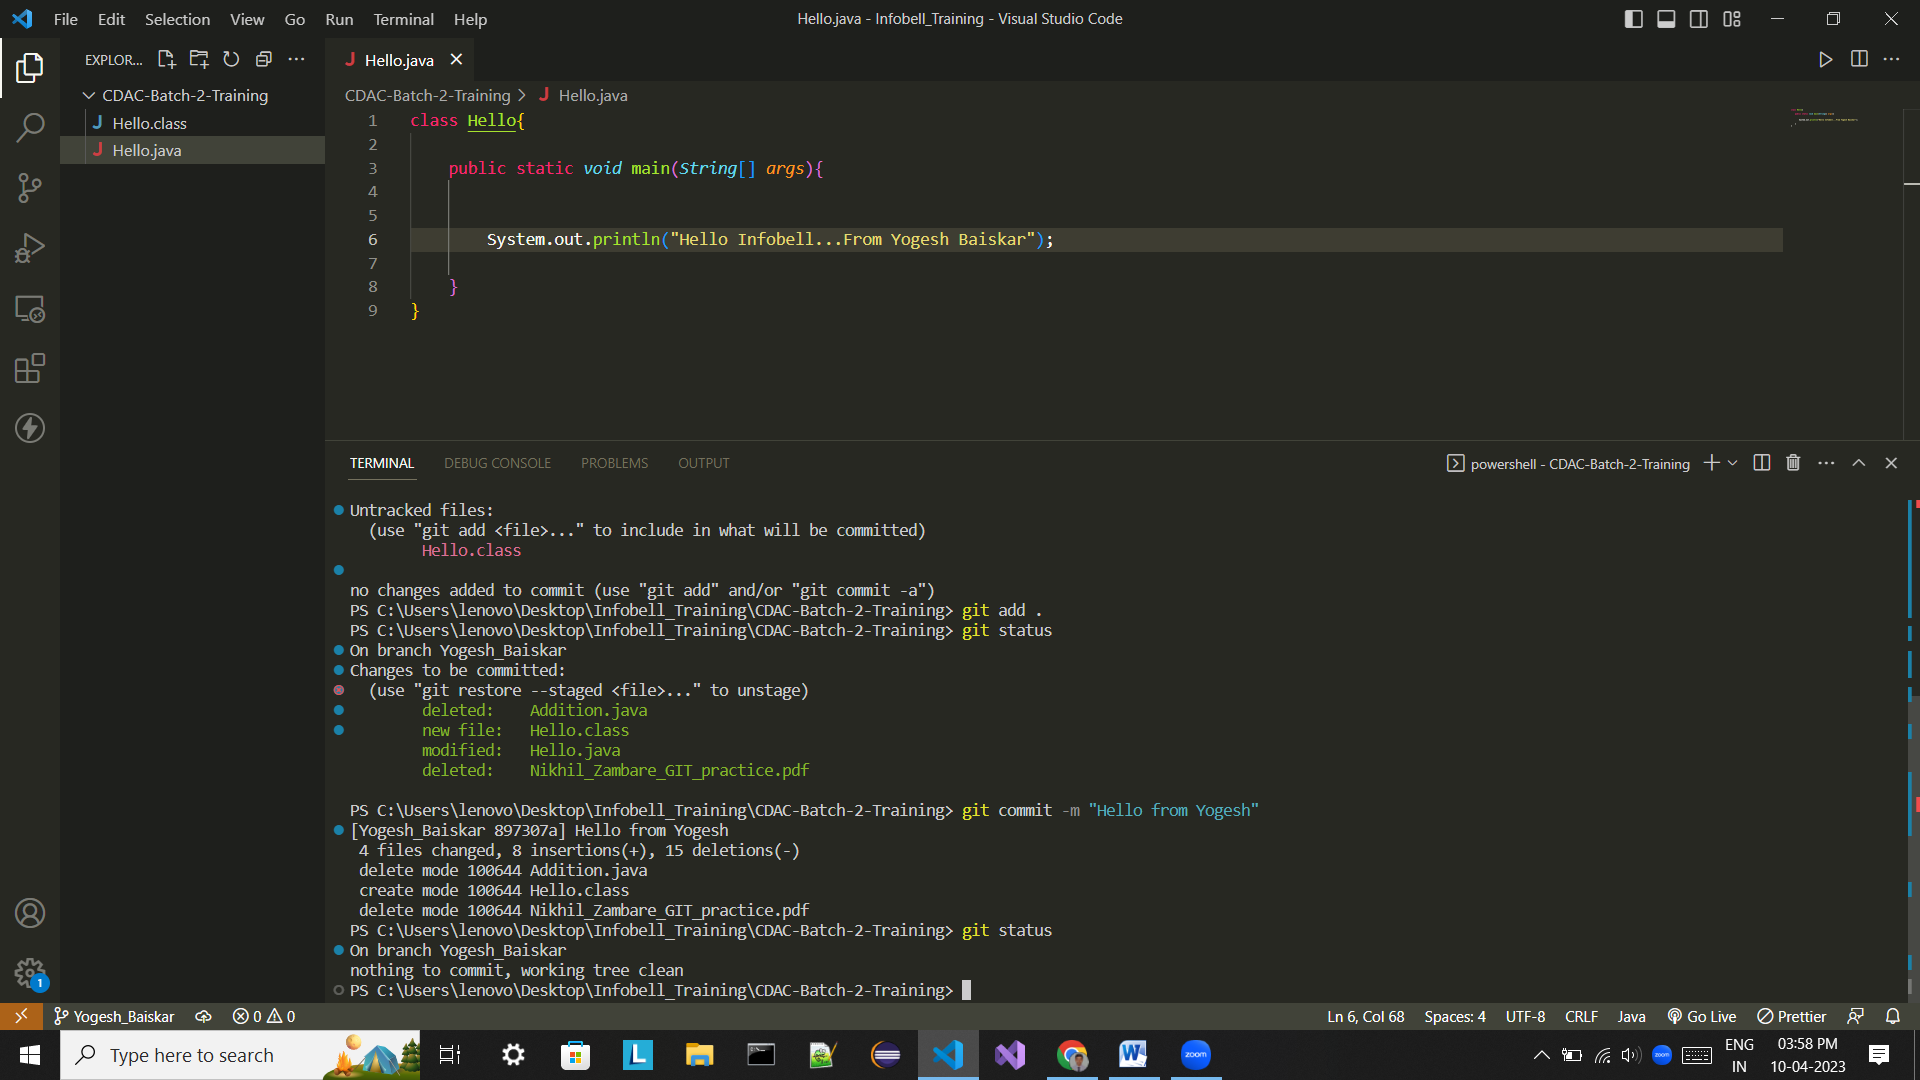 File Edit Selection View Go Run Terminal Help
Hello.java - Infobell_Training - Visual Studio Code
EXPLOR...
CDAC-Batch-2-Training
J Hello.class
J Hello.java
J Hello.java
CDAC-Batch-2-Training > J Hello.java
1 class Hello{
2
3 public static void main(String[] args){
4
5
6 System.out.println("Hello Infobell...From Yogesh Baiskar");
7
8 }
9 }
TERMINAL DEBUG CONSOLE PROBLEMS OUTPUT
powershell - CDAC-Batch-2-Training
Untracked files:
(use "git add <file>..." to include in what will be committed)
Hello.class
no changes added to commit (use "git add" and/or "git commit -a")
PS C:\Users\lenovo\Desktop\Infobell_Training\CDAC-Batch-2-Training> git add .
PS C:\Users\lenovo\Desktop\Infobell_Training\CDAC-Batch-2-Training> git status
On branch Yogesh_Baiskar
Changes to be committed:
(use "git restore --staged <file>..." to unstage)
deleted: Addition.java
new file: Hello.class
modified: Hello.java
deleted: Nikhil_Zambare_GIT_practice.pdf
PS C:\Users\lenovo\Desktop\Infobell_Training\CDAC-Batch-2-Training> git commit -m "Hello from Yogesh"
[Yogesh_Baiskar 897307a] Hello from Yogesh
4 files changed, 8 insertions(+), 15 deletions(-)
delete mode 100644 Addition.java
create mode 100644 Hello.class
delete mode 100644 Nikhil_Zambare_GIT_practice.pdf
PS C:\Users\lenovo\Desktop\Infobell_Training\CDAC-Batch-2-Training> git status
On branch Yogesh_Baiskar
nothing to commit, working tree clean
PS C:\Users\lenovo\Desktop\Infobell_Training\CDAC-Batch-2-Training>
1
Yogesh_Baiskar 0 0
Ln 6, Col 68 Spaces: 4 UTF-8 CRLF Java Go Live Prettier
Type here to search
L
W
zoom
zoom
ENG
IN
03:58 PM
10-04-2023